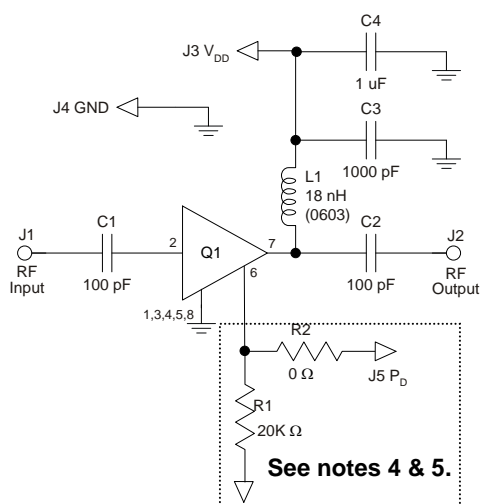 C4
J3 V_DD
1 uF
J4 GND
C3
1000 pF
L1
18 nH
(0603)
J1
C1
2
Q1
7
C2
J2
RF
Input
100 pF
6
100 pF
RF
Output
1,3,4,5,8
R2
0 Ω
J5 P_D
R1
20K Ω
See notes 4 & 5.